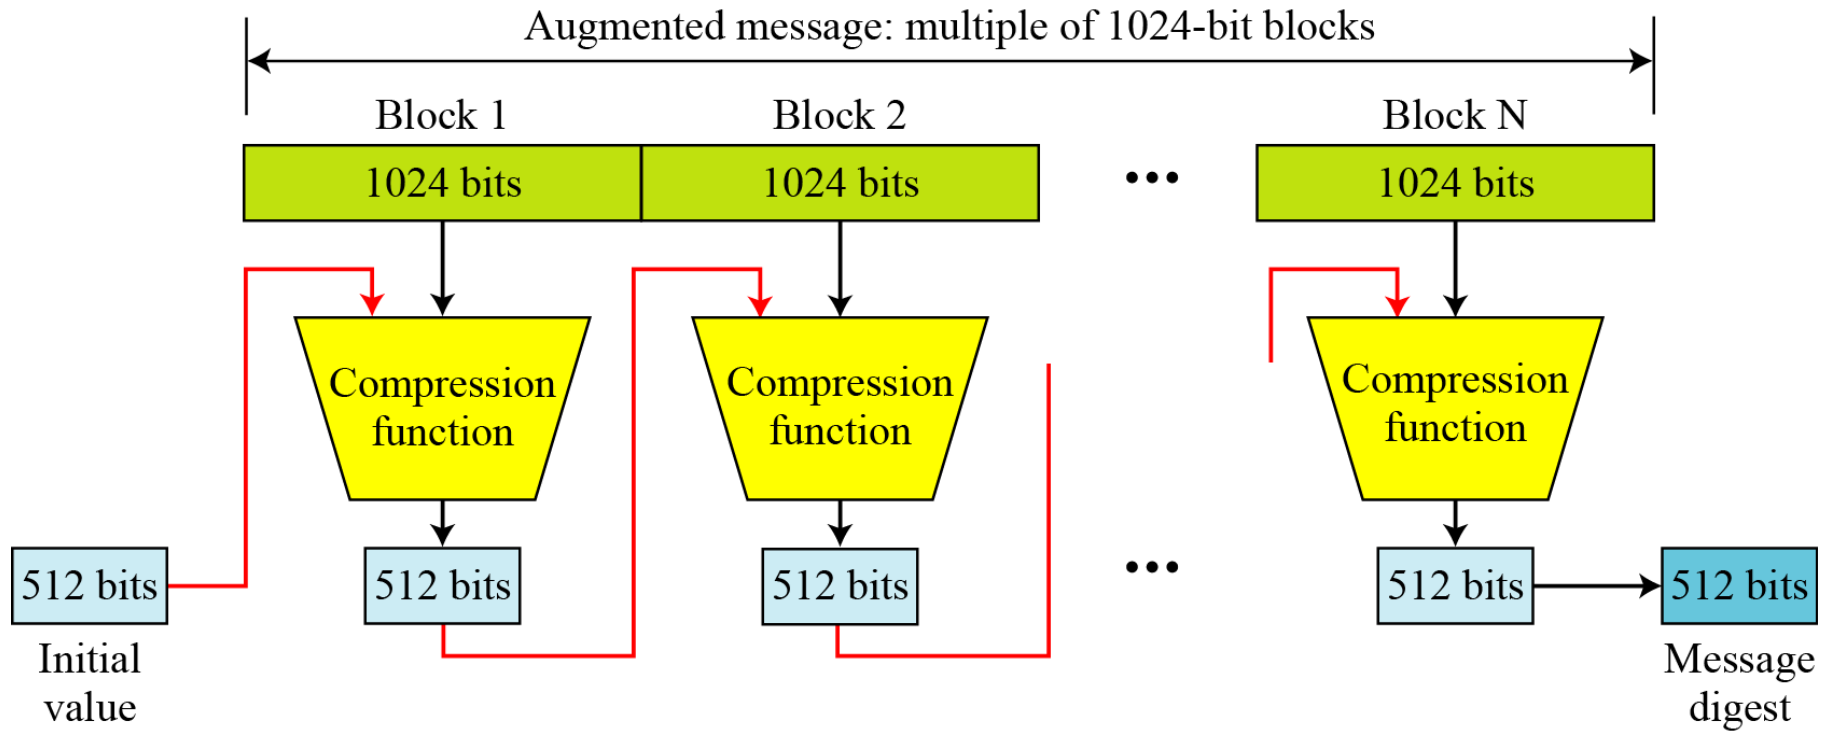 Augmented message: multiple of 1024-bit blocks
Block 1
Block 2
Block N
1024 bits
1024 bits
•••
1024 bits
Compression
function
Compression
function
Compression
function
512 bits
512 bits
512 bits
•••
512 bits
512 bits
Initial
value
Message
digest